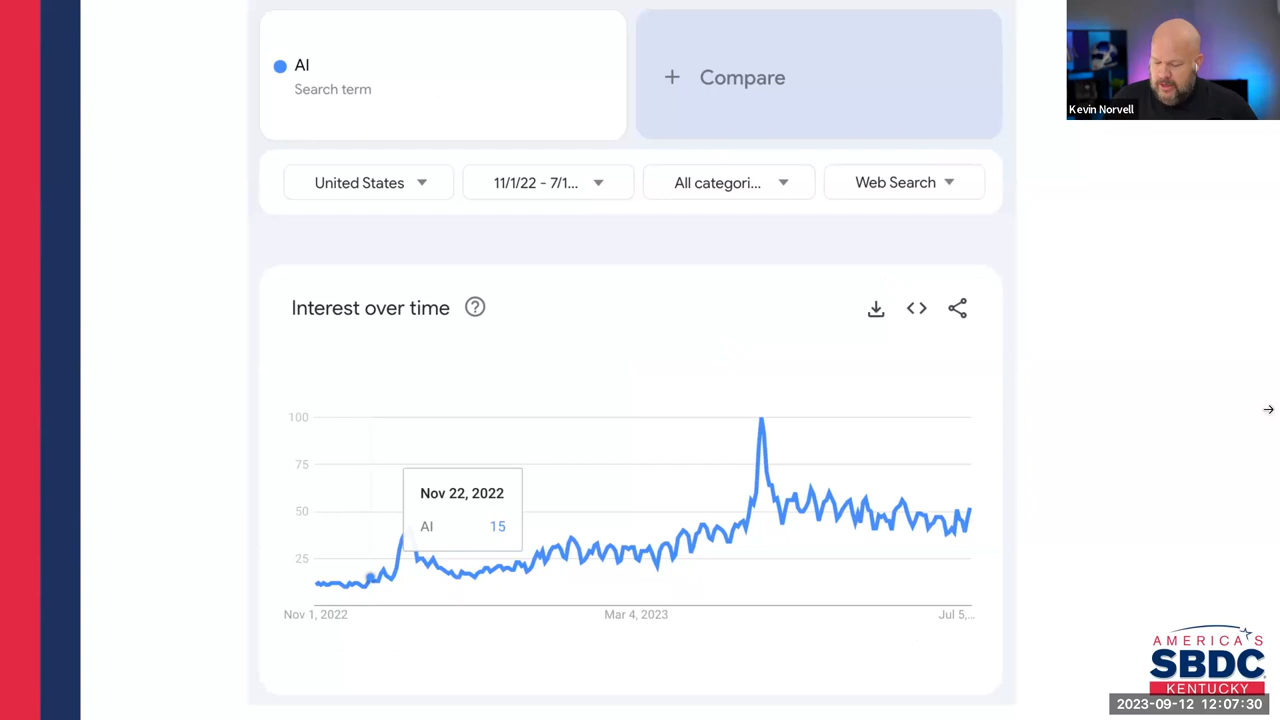 AI
Search term
+ Compare
Kevin Norvell
United States
11/1/22 - 7/1...
All categori...
Web Search
Interest over time
100
75
50
25
Nov 22, 2022
AI 15
Nov 1, 2022
Mar 4, 2023
Jul 5,...
AMERICA'S
SBDC
KENTUCKY
2023-09-12 12:07:30